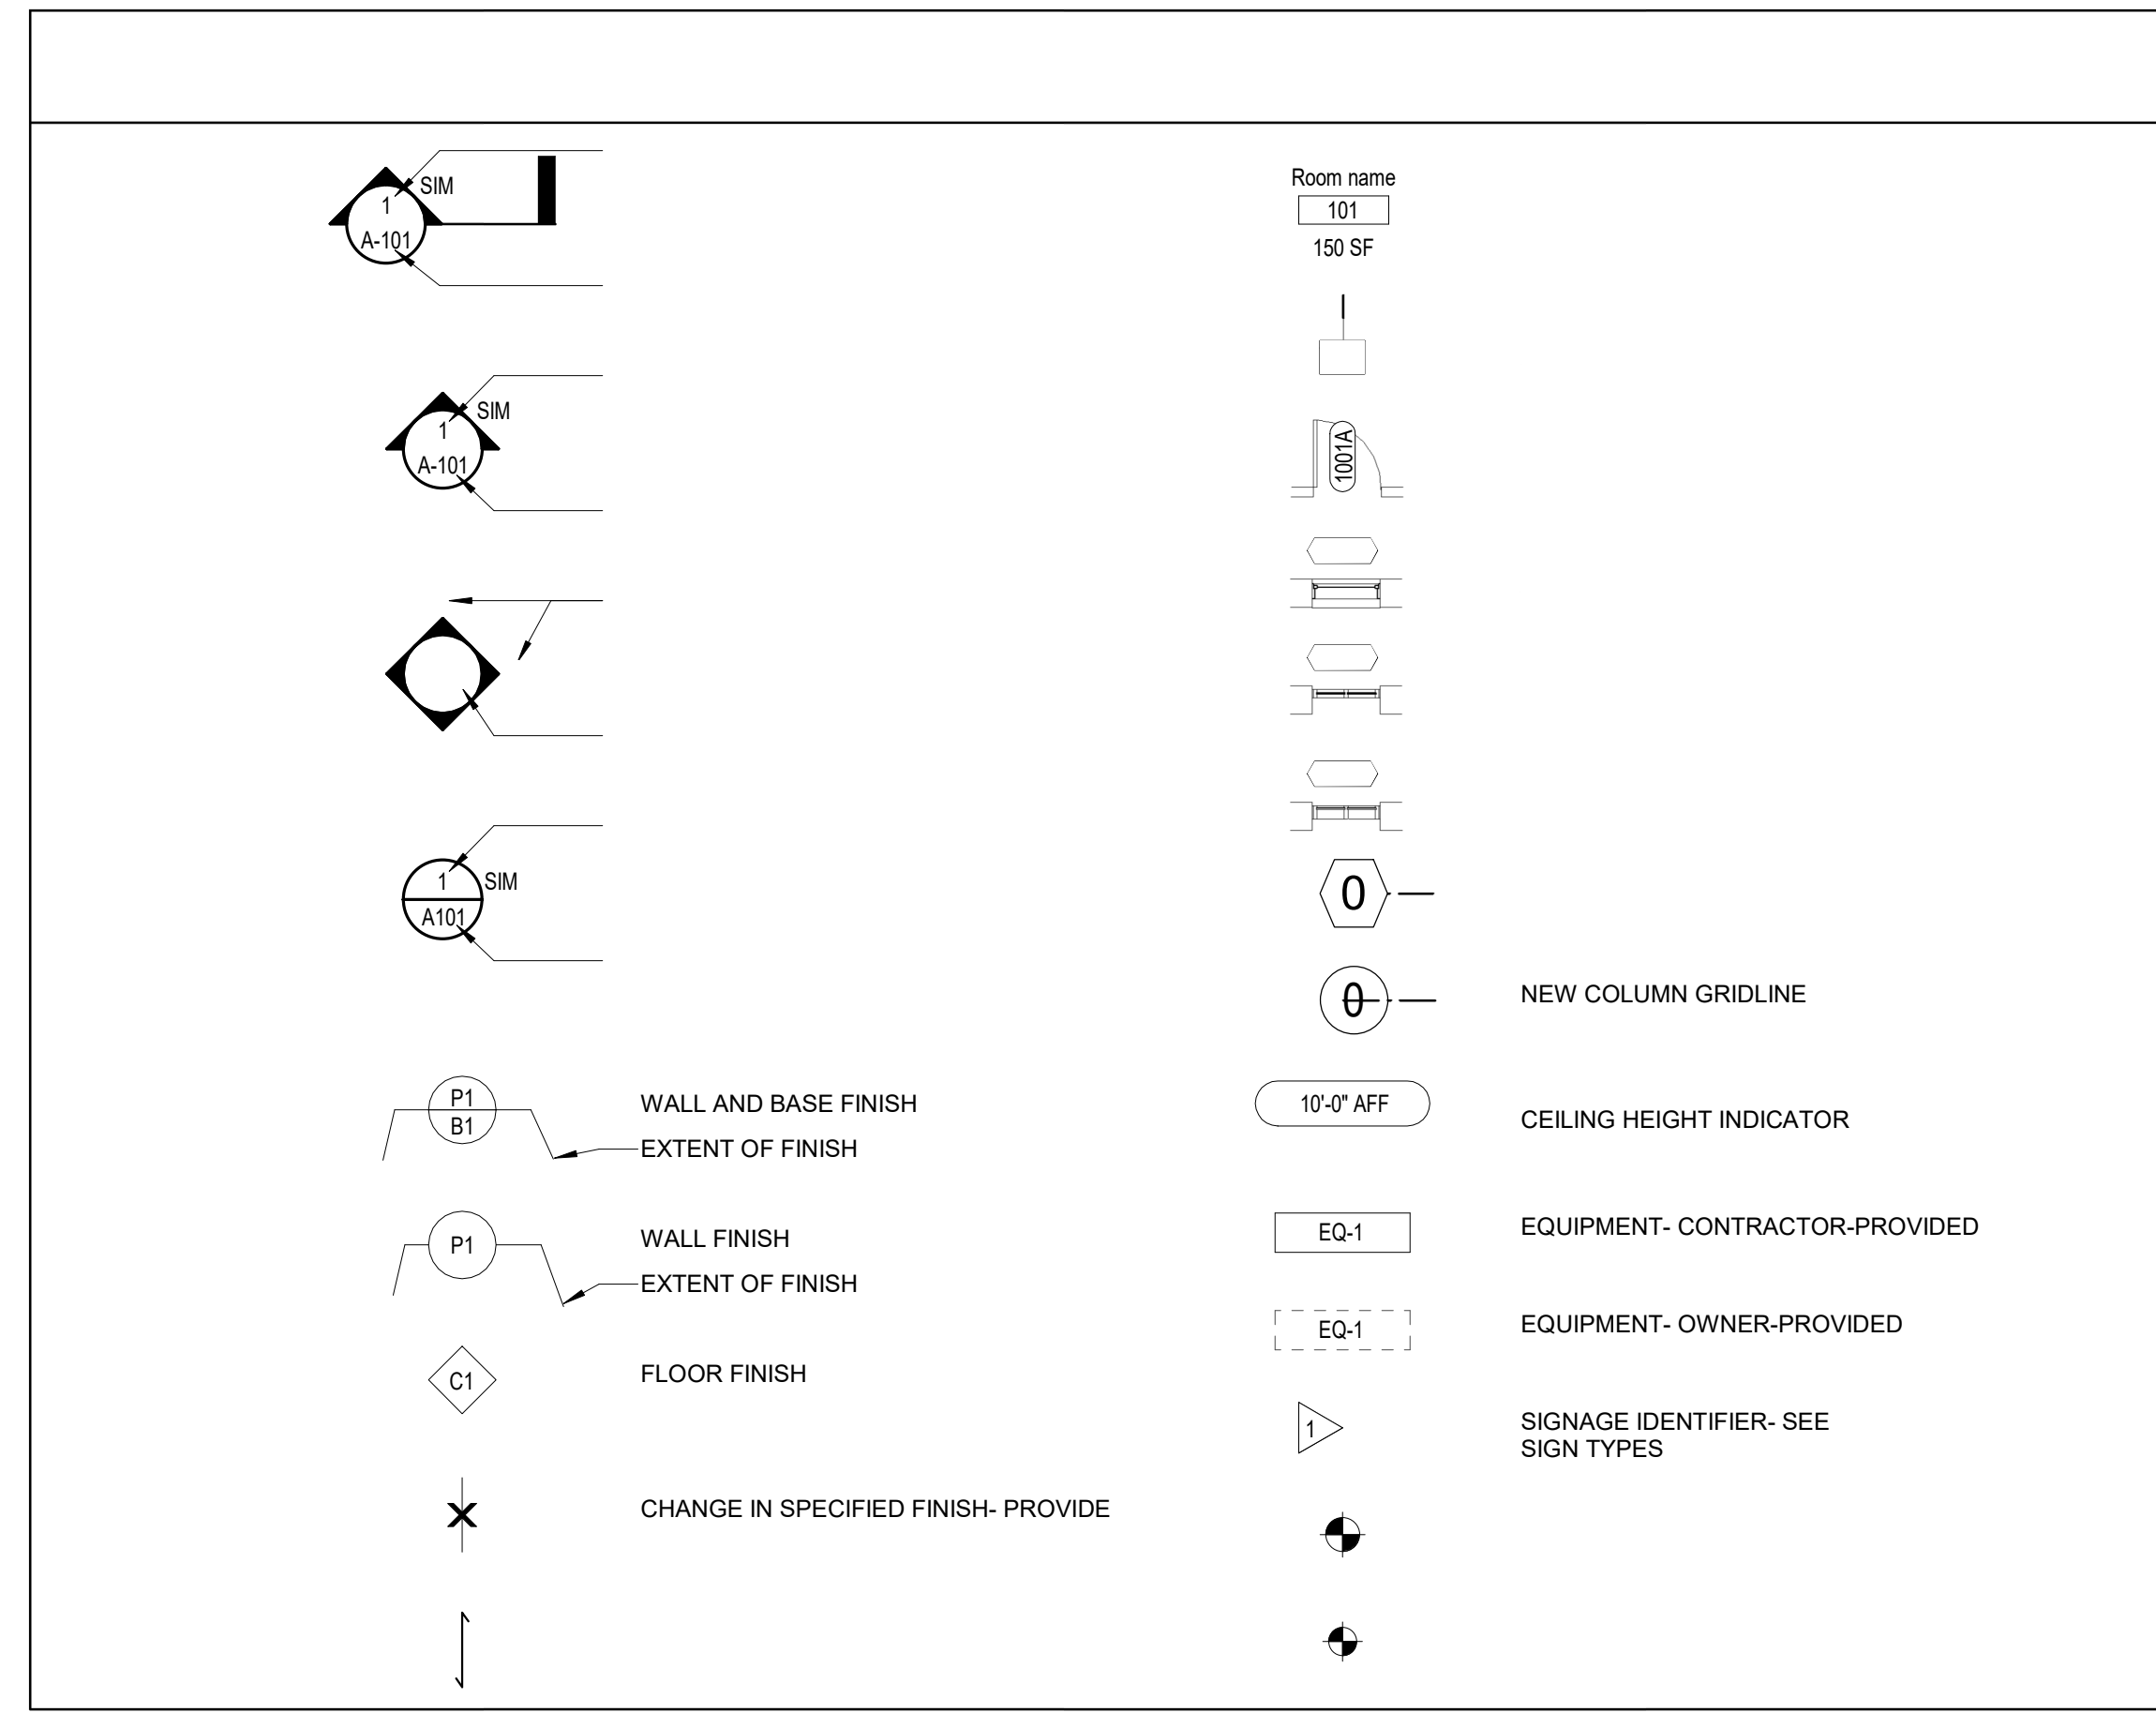 1
SIM
A-101
1
SIM
A-101
1
SIM
A101
P1
B1
WALL AND BASE FINISH
EXTENT OF FINISH
P1
WALL FINISH
EXTENT OF FINISH
C1
FLOOR FINISH
CHANGE IN SPECIFIED FINISH- PROVIDE
Room name
101
150 SF
1001A
0
0
NEW COLUMN GRIDLINE
10'-0" AFF
CEILING HEIGHT INDICATOR
EQ-1
EQUIPMENT- CONTRACTOR-PROVIDED
EQ-1
EQUIPMENT- OWNER-PROVIDED
1
SIGNAGE IDENTIFIER- SEE
SIGN TYPES